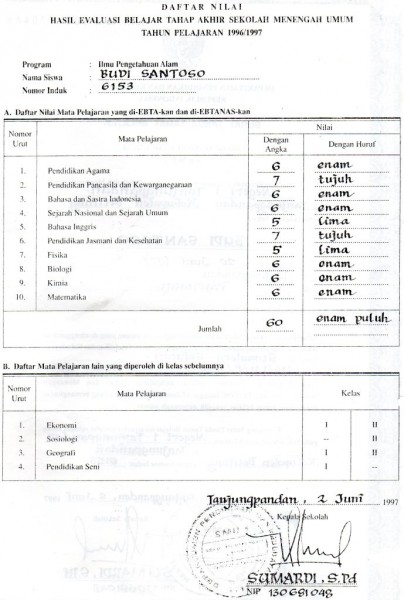 DAFTAR NILAI
HASIL EVALUASI BELAJAR TAHAP AKHIR SEKOLAH MENENGAH UMUM
TAHUN PELAJARAN 1996/1997
Program : Ilmu Pengetahuan Alam
Nama Siswa : BUDI SANTOSO
Nomor Induk : 6153
A. Daftar Nilai Mata Pelajaran yang di-EBTA-kan dan di-EBTANAS-kan
Nomor Urut Mata Pelajaran Nilai
Dengan Angka Dengan Huruf
1. Pendidikan Agama 6 enam
2. Pendidikan Pancasila dan Kewarganegaraan 7 tujuh
3. Bahasa dan Sastra Indonesia 6 enam
4. Sejarah Nasional dan Sejarah Umum 6 enam
5. Bahasa Inggris 5 lima
6. Pendidikan Jasmani dan Kesehatan 7 tujuh
7. Fisika 5 lima
8. Biologi 6 enam
9. Kimia 6 enam
10. Matematika 6 enam
Jumlah 60 enam puluh
B. Daftar Mata Pelajaran lain yang diperoleh di kelas sebelumnya
Nomor Urut Mata Pelajaran Kelas
1. Ekonomi I II
2. Sosiologi -- II
3. Geografi I II
4. Pendidikan Seni I --
Tanjungpandan, 2 Juni 1997
Kepala Sekolah
SUMARDI, S.Pd
NIP 130681048